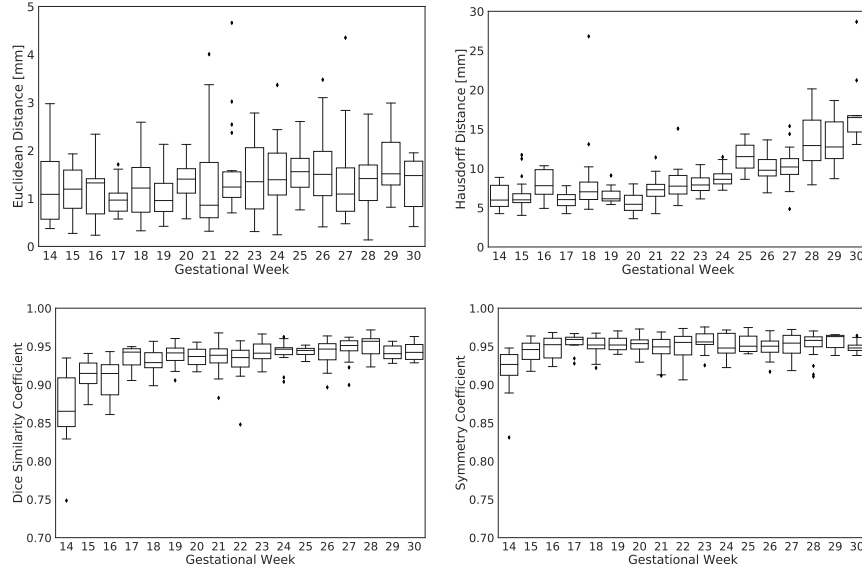 5
4
3
2
1
0
Euclidean Distance [mm]
14 15 16 17 18 19 20 21 22 23 24 25 26 27 28 29 30
Gestational Week
30
25
20
15
10
5
0
Hausdorff Distance [mm]
14 15 16 17 18 19 20 21 22 23 24 25 26 27 28 29 30
Gestational Week
1.00
0.95
0.90
0.85
0.80
0.75
0.70
Dice Similarity Coefficient
14 15 16 17 18 19 20 21 22 23 24 25 26 27 28 29 30
Gestational Week
1.00
0.95
0.90
0.85
0.80
0.75
0.70
Symmetry Coefficient
14 15 16 17 18 19 20 21 22 23 24 25 26 27 28 29 30
Gestational Week